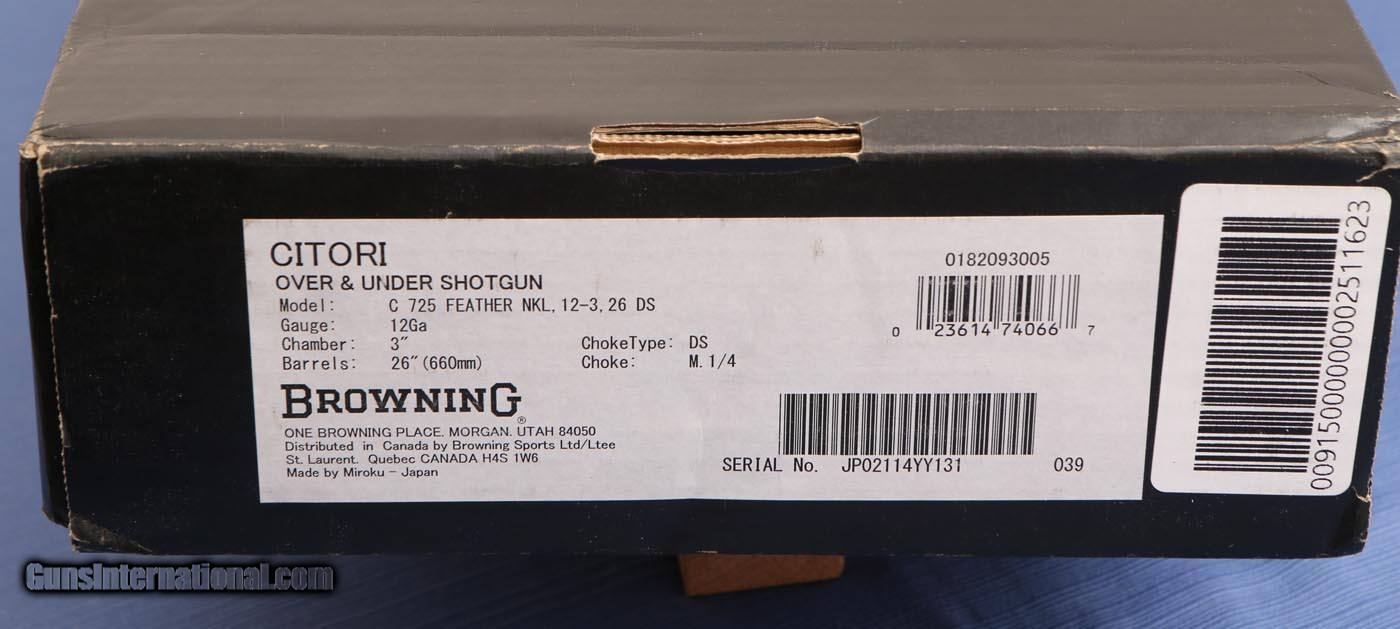 CITORI
OVER & UNDER SHOTGUN
Model: C 725 FEATHER NKL, 12-3, 26 DS
Gauge: 12Ga
Chamber: 3" ChokeType: DS
Barrels: 26"(660mm) Choke: M.1/4
BROWNING®
ONE BROWNING PLACE. MORGAN. UTAH 84050
Distributed in Canada by Browning Sports Ltd/Ltee
St. Laurent. Quebec CANADA H4S 1W6
Made by Miroku - Japan
0182093005
0 23614 74066 7
SERIAL No. JP02114YY131 039
00915000000002511623
GunsInternational.com